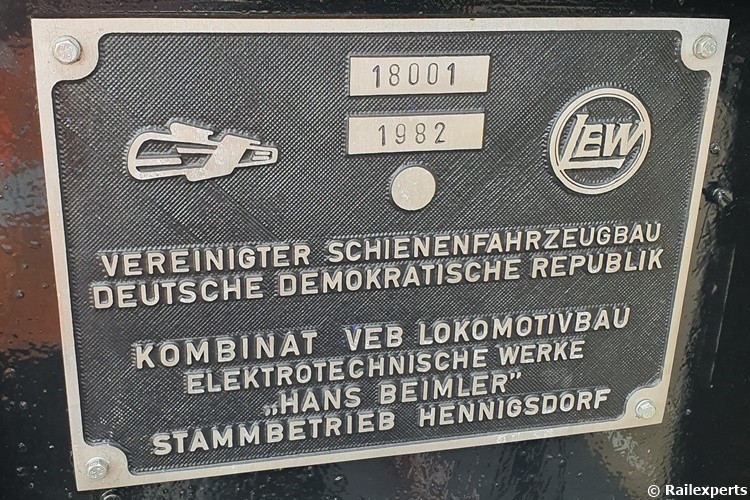 18001
1982
LEW
VEREINIGTER SCHIENENFAHRZEUGBAU
DEUTSCHE DEMOKRATISCHE REPUBLIK
KOMBINAT VEB LOKOMOTIVBAU
ELEKTROTECHNISCHE WERKE
„HANS BEIMLER”
STAMMBETRIEB HENNIGSDORF
© Railexperts